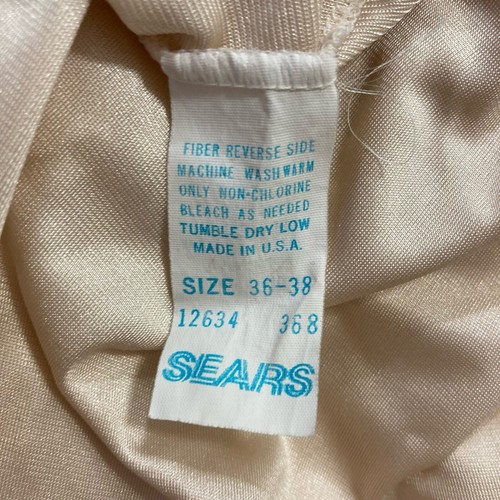 FIBER REVERSE SIDE
MACHINE WASH WARM
ONLY NON-CHLORINE
BLEACH AS NEEDED
TUMBLE DRY LOW
MADE IN U.S.A.
SIZE 36-38
12634 368
SEARS